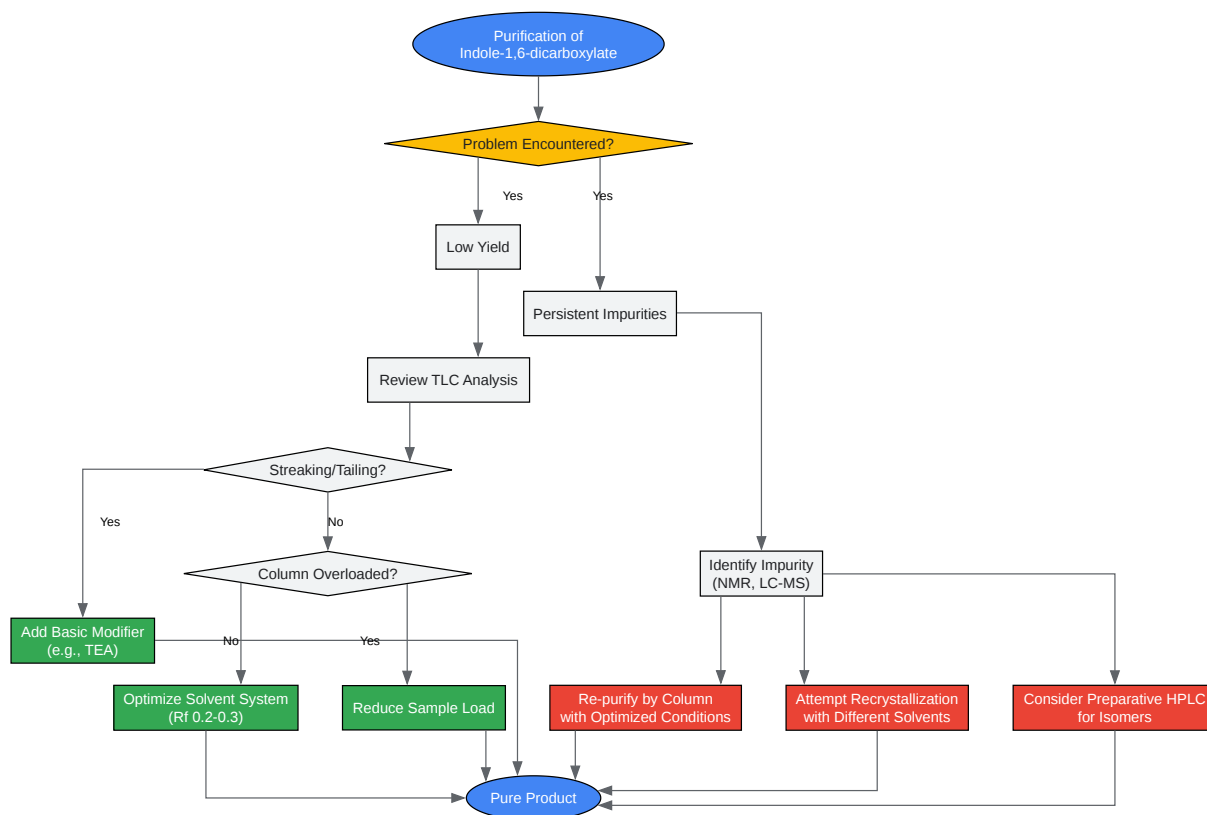 Purification of
Indole-1,6-dicarboxylate
Problem Encountered?
Yes
Yes
Low Yield
Persistent Impurities
Review TLC Analysis
Streaking/Tailing?
Yes
No
Column Overloaded?
Identify Impurity
(NMR, LC-MS)
Add Basic Modifier
(e.g., TEA)
No
Yes
Optimize Solvent System
(Rf 0.2-0.3)
Reduce Sample Load
Re-purify by Column
with Optimized Conditions
Attempt Recrystallization
with Different Solvents
Consider Preparative HPLC
for Isomers
Pure Product